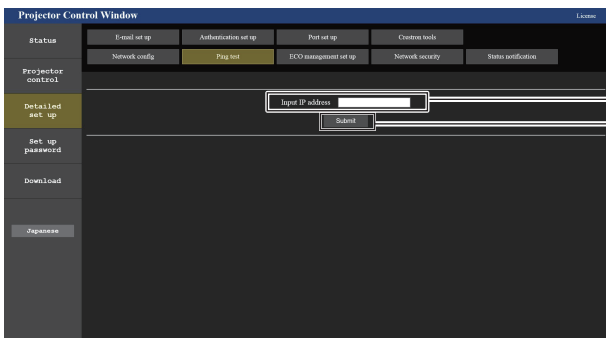 Projector Control Window
License
Status
E-mail set up
Authentication set up
Port set up
Crestron tools
Network config
Ping test
ECO management set up
Network security
Status notification
Projector
control
Detailed
set up
Input IP address
Submit
Set up
password
Download
Japanese